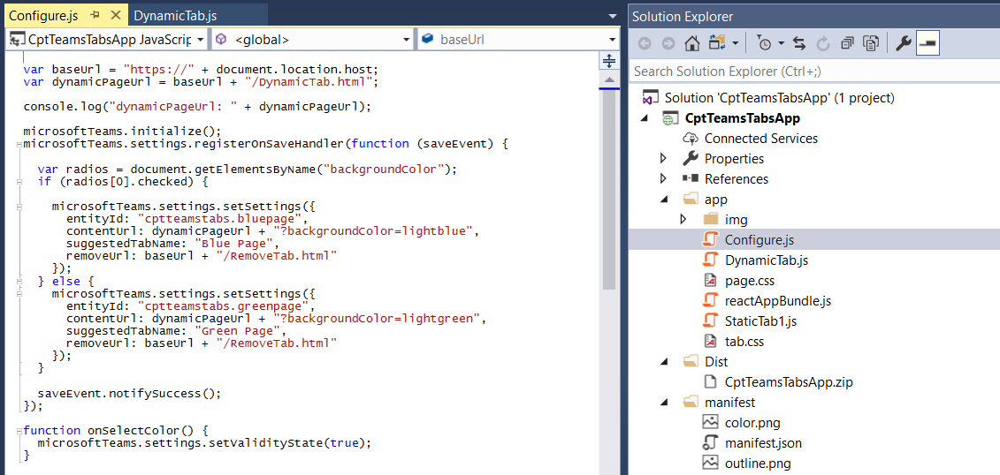 Configure.js
DynamicTab.js
CptTeamsTabsApp JavaScrip
<global>
baseUrl
var baseUrl = "https://" + document.location.host;
var dynamicPageUrl = baseUrl + "/DynamicTab.html";
console.log("dynamicPageUrl: " + dynamicPageUrl);
microsoftTeams.initialize();
microsoftTeams.settings.registerOnSaveHandler(function (saveEvent) {
var radios = document.getElementsByName("backgroundColor");
if (radios[0].checked) {
microsoftTeams.settings.setSettings({
entityId: "cptteamstabs.bluepage",
contentUrl: dynamicPageUrl + "?backgroundColor=lightblue",
suggestedTabName: "Blue Page",
removeUrl: baseUrl + "/RemoveTab.html"
});
} else {
microsoftTeams.settings.setSettings({
entityId: "cptteamstabs.greenpage",
contentUrl: dynamicPageUrl + "?backgroundColor=lightgreen",
suggestedTabName: "Green Page",
removeUrl: baseUrl + "/RemoveTab.html"
});
}
saveEvent.notifySuccess();
});
function onSelectColor() {
microsoftTeams.settings.setValidityState(true);
}
Solution Explorer
Search Solution Explorer (Ctrl+;)
Solution 'CptTeamsTabsApp' (1 project)
CptTeamsTabsApp
Connected Services
Properties
References
app
img
Configure.js
DynamicTab.js
page.css
reactAppBundle.js
StaticTab1.js
tab.css
Dist
CptTeamsTabsApp.zip
manifest
color.png
manifest.json
outline.png